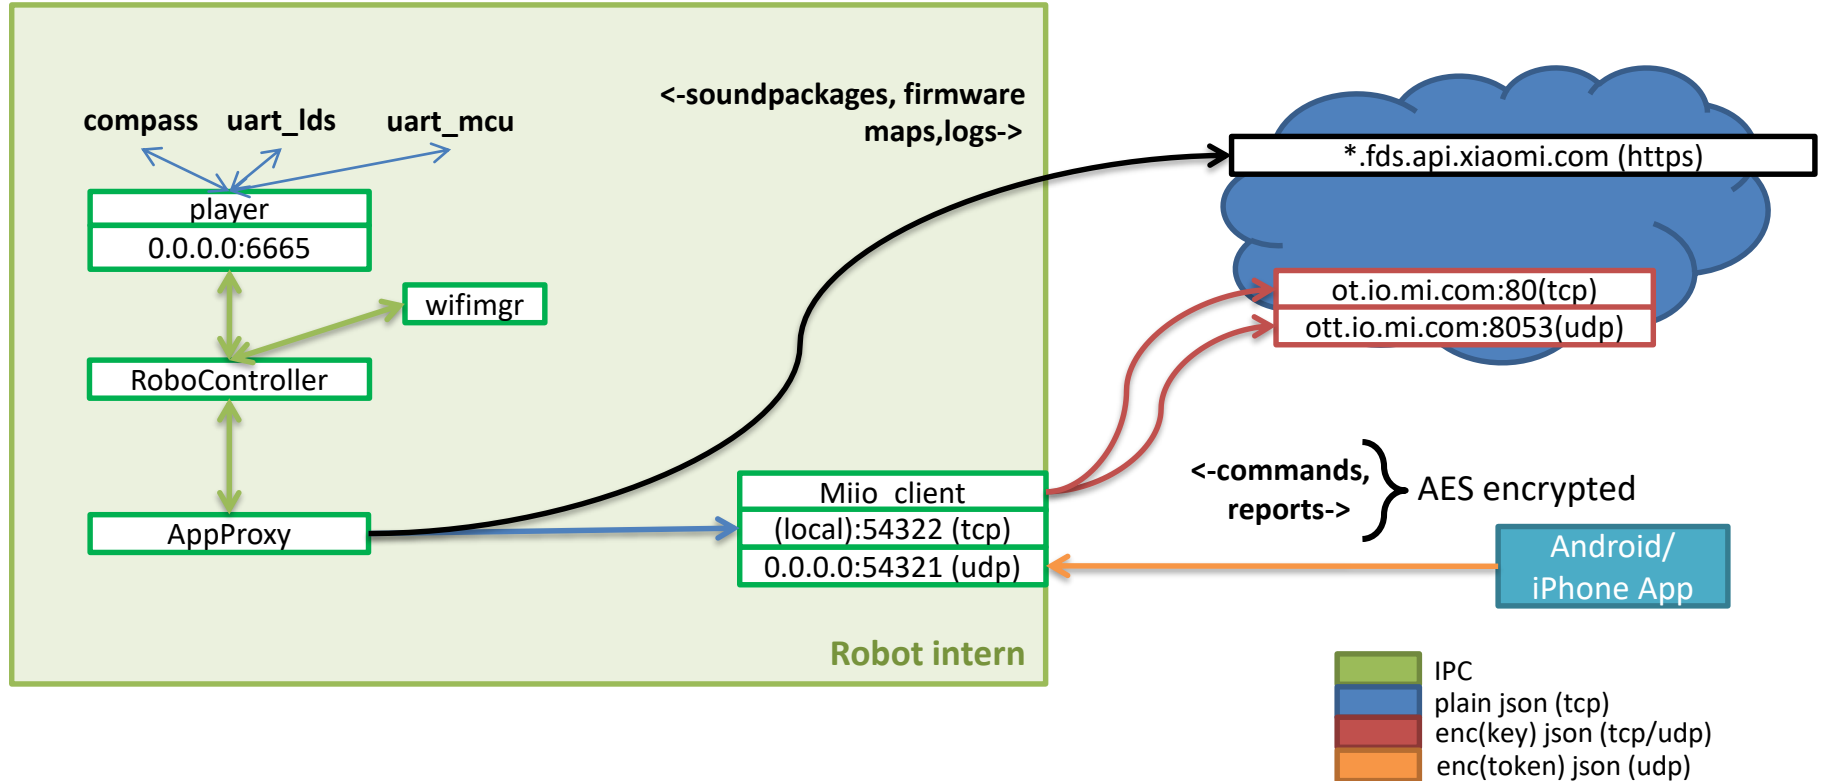 <-soundpackages, firmware
maps,logs->
compass
uart_lds
uart_mcu
*.fds.api.xiaomi.com (https)
player
0.0.0.0:6665
ot.io.mi.com:80(tcp)
wifimgr
ott.io.mi.com:8053(udp)
RoboController
<-commands,
reports->
AES encrypted
Miio_client
(local):54322 (tcp)
0.0.0.0:54321 (udp)
AppProxy
Android/
iPhone App
Robot intern
IPC
plain json (tcp)
enc(key) json (tcp/udp)
enc(token) json (udp)